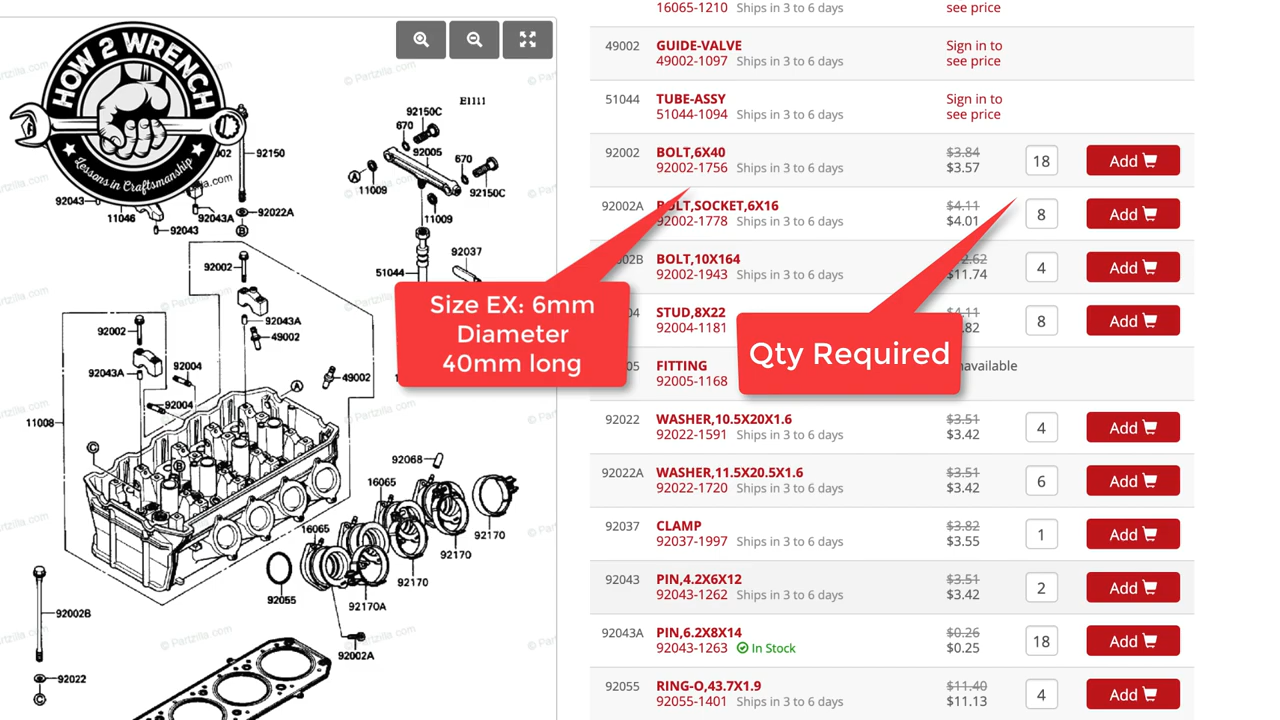 HOW 2 WRENCH
Lessons in Craftsmanship
© Partzilla.com
E1111
92150C
670
92005
670
92150C
11009
11009
92150
92043
11046
92043A
92022A
92043
B
A
92037
51044
92002
92043A
49002
92002
92043A
92004
92004
49002
A
11008
C
B
92068
16065
16065
92170
92170
92170
92170A
92055
92002A
92002B
92022
C
16065-1210 Ships in 3 to 6 days see price
49002 GUIDE-VALVE Sign in to
49002-1097 Ships in 3 to 6 days see price
51044 TUBE-ASSY Sign in to
51044-1094 Ships in 3 to 6 days see price
92002 BOLT,6X40 $3.84 18 Add
92002-1756 Ships in 3 to 6 days $3.57
92002A BOLT,SOCKET,6X16 $4.11 8 Add
92002-1778 Ships in 3 to 6 days $4.01
BOLT,10X164 4 Add
92002-1943 Ships in 3 to 6 days $11.74
STUD,8X22 $4.11 8 Add
92004-1181
FITTING
92005-1168
92022 WASHER,10.5X20X1.6 $3.51 4 Add
92022-1591 Ships in 3 to 6 days $3.42
92022A WASHER,11.5X20.5X1.6 $3.51 6 Add
92022-1720 Ships in 3 to 6 days $3.42
92037 CLAMP $3.82 1 Add
92037-1997 Ships in 3 to 6 days $3.55
92043 PIN,4.2X6X12 $3.51 2 Add
92043-1262 Ships in 3 to 6 days $3.42
92043A PIN,6.2X8X14 $0.26 18 Add
92043-1263 In Stock $0.25
92055 RING-O,43.7X1.9 $11.40 4 Add
92055-1401 Ships in 3 to 6 days $11.13
Size EX: 6mm
Diameter
40mm long
Qty Required